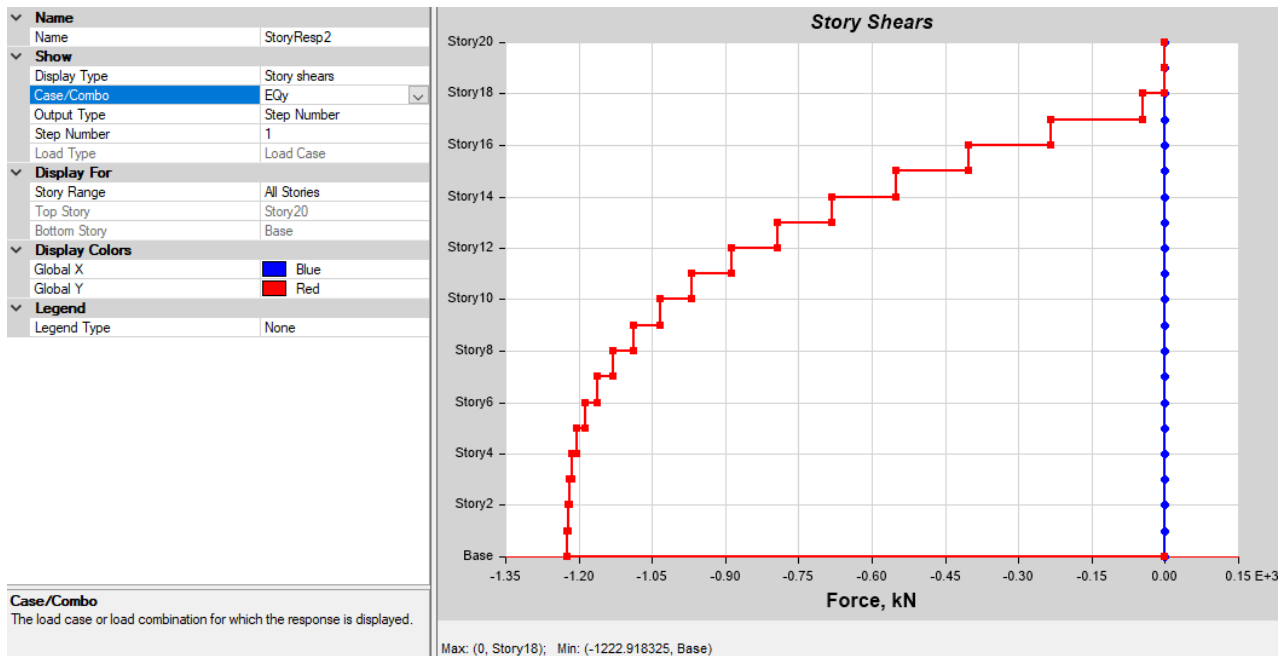 Name
Name StoryResp2
Show
Display Type Story shears
Case/Combo EQy
Output Type Step Number
Step Number 1
Load Type Load Case
Display For
Story Range All Stories
Top Story Story20
Bottom Story Base
Display Colors
Global X Blue
Global Y Red
Legend
Legend Type None
Case/Combo
The load case or load combination for which the response is displayed.
Story Shears
Story20
Story18
Story16
Story14
Story12
Story10
Story8
Story6
Story4
Story2
Base
-1.35 -1.20 -1.05 -0.90 -0.75 -0.60 -0.45 -0.30 -0.15 0.00 0.15 E+3
Force, kN
Max: (0, Story18); Min: (-1222.918325, Base)